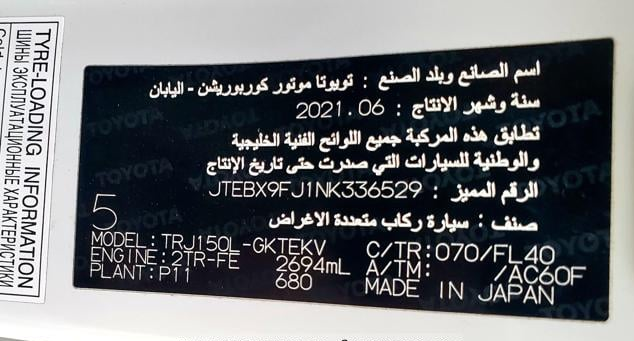 TYRE-LOADING INFORMATION
ШИНЫ ЭКСПЛУАТАЦИОННЫЕ ХАРАКТЕРИСТИКИ
اسم الصانع وبلد الصنع : تويوتا موتور كوربوريشن - اليابان
سنة وشهر الانتاج : 2021.06
تطابق هذه المركبة جميع اللوائح الفنية الخليجية
والوطنية للسيارات التي صدرت حتى تاريخ الإنتاج
الرقم المميز : JTEBX9FJ1NK336529
صنف : سيارة ركاب متعددة الاغراض
5
MODEL: TRJ150L-GKTEKV C/TR: 070/FL40
ENGINE: 2TR-FE 2694mL A/TM: /AC60F
PLANT: P11 680 MADE IN JAPAN